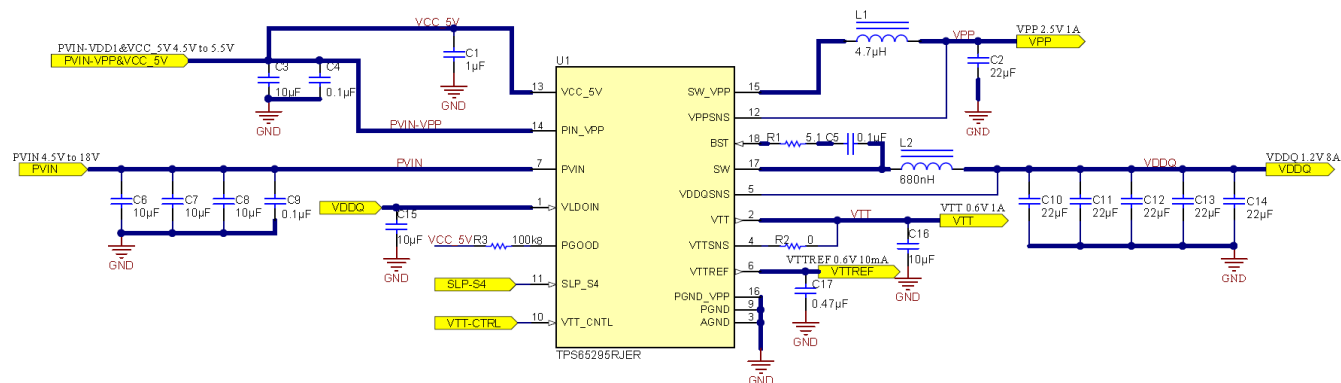 VCC_5V
L1
VPP 2.5V 1A
PVIN-VDD1&VCC_5V 4.5V to 5.5V
C1
4.7µH
VPP
VPP
PVIN-VPP&VCC_5V
C3
C4
1µF
U1
C2
10µF
0.1µF
22µF
13
VCC_5V
SW_VPP
15
GND
GND
GND
12
VPPSNS
14
PIN_VPP
PVIN-VPP
BST
18
R1
5.1
C5
0.1uF
L2
PVIN 4.5V to 18V
VDDQ 1.2V 8A
PVIN
PVIN
7
PVIN
SW
17
VDDQ
VDDQ
680nH
VDDQSNS
5
C6
C7
C8
C9
10µF
10µF
10µF
0.1µF
C10
C11
C12
C13
C14
22µF
22µF
22µF
22µF
22µF
VDDQ
1
VLDOIN
VTT
2
VTT
VTT 0.6V 1A
VTT
C15
10µF
GND
VCC_5V
R3
100k
8
PGOOD
VTTSNS
4
R2
0
C16
10µF
GND
VTTREF
6
VTTREF 0.6V 10mA
VTTREF
GND
SLP-S4
11
SLP_S4
C17
0.47µF
GND
GND
PGND_VPP
16
PGND
9
AGND
3
VTT-CTRL
10
VTT_CNTL
GND
TPS65295RJER
GND